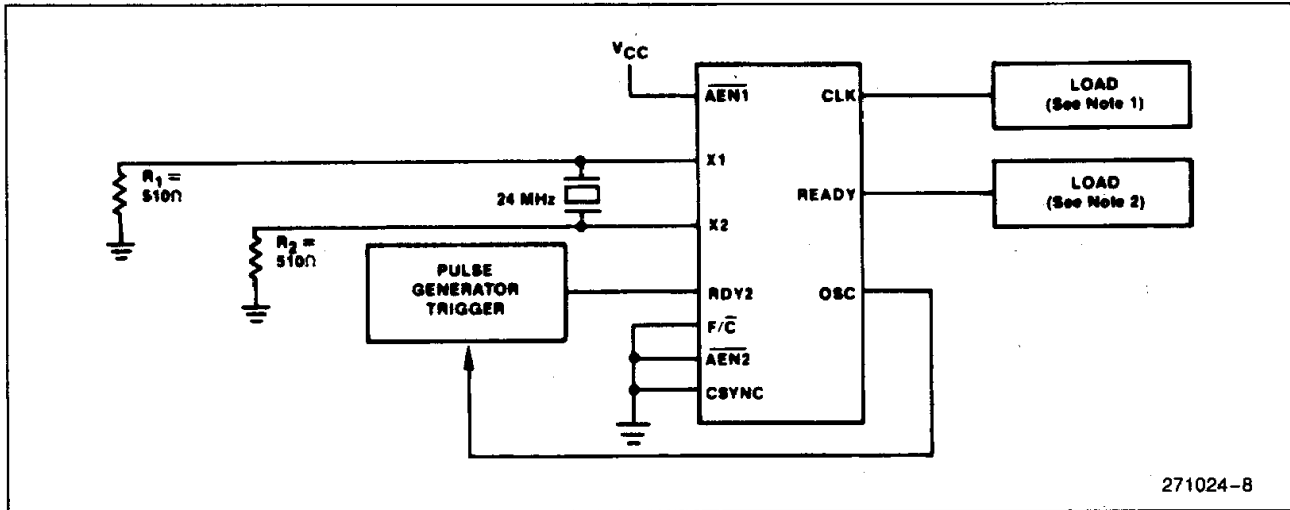 VCC
AEN1
CLK
LOAD
(See Note 1)
X1
R1 =
510Ω
24 MHz
READY
LOAD
(See Note 2)
X2
R2 =
510Ω
PULSE
GENERATOR
TRIGGER
RDY2
OSC
F/C̅
AEN2
CSYNC
271024-8